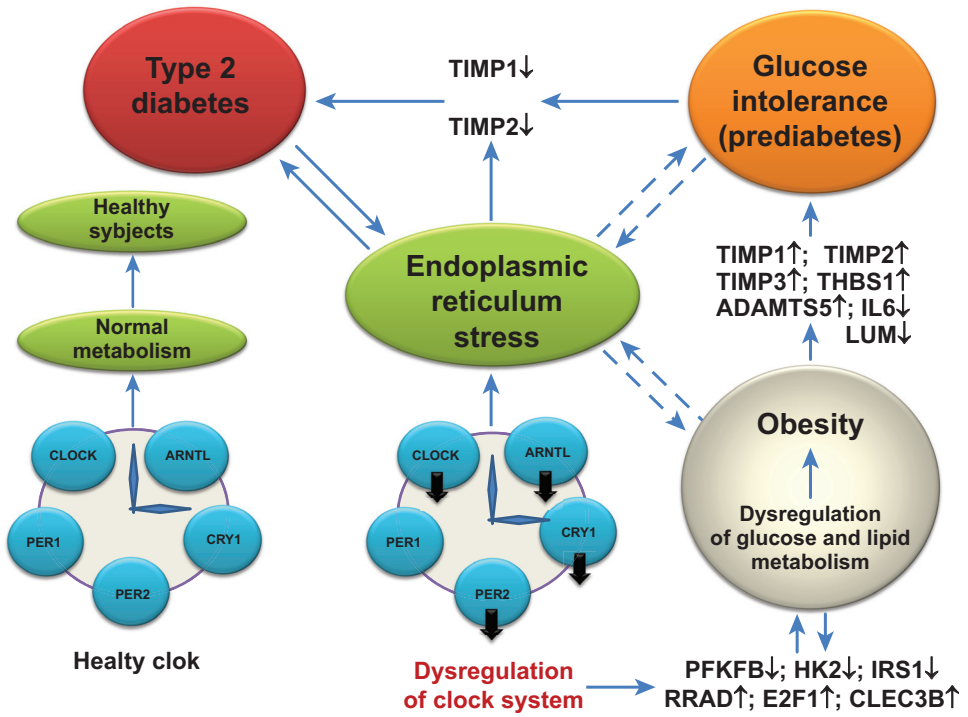 Type 2
diabetes
TIMP1↓
TIMP2↓
Glucose
intolerance
(prediabetes)
Healthy
sybjects
Normal
metabolism
Endoplasmic
reticulum
stress
TIMP1↑; TIMP2↑
TIMP3↑; THBS1↑
ADAMTS5↑; IL6↓
LUM↓
Obesity
Dysregulation
of glucose and lipid
metabolism
CLOCK
ARNTL
PER1
CRY1
PER2
Healty clok
CLOCK
ARNTL
PER1
CRY1
PER2
Dysregulation
of clock system
PFKFB↓; HK2↓; IRS1↓
RRAD↑; E2F1↑; CLEC3B↑